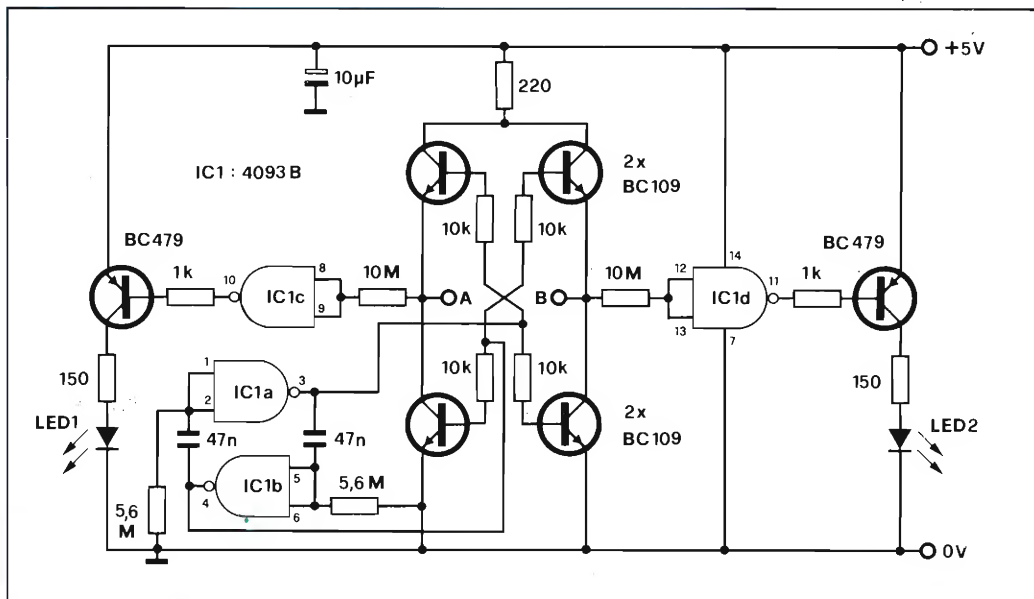 +5V
10µF
220
2x
BC109
IC1 : 4093B
10k
10k
BC479
BC479
1k
10
IC1c
8
9
10M
A
B
10M
12
13
IC1d
14
11
7
1k
1
2
IC1a
3
10k
10k
150
150
LED1
LED2
47n
47n
2x
BC109
4
IC1b
5
6
5,6 M
5,6
M
0V